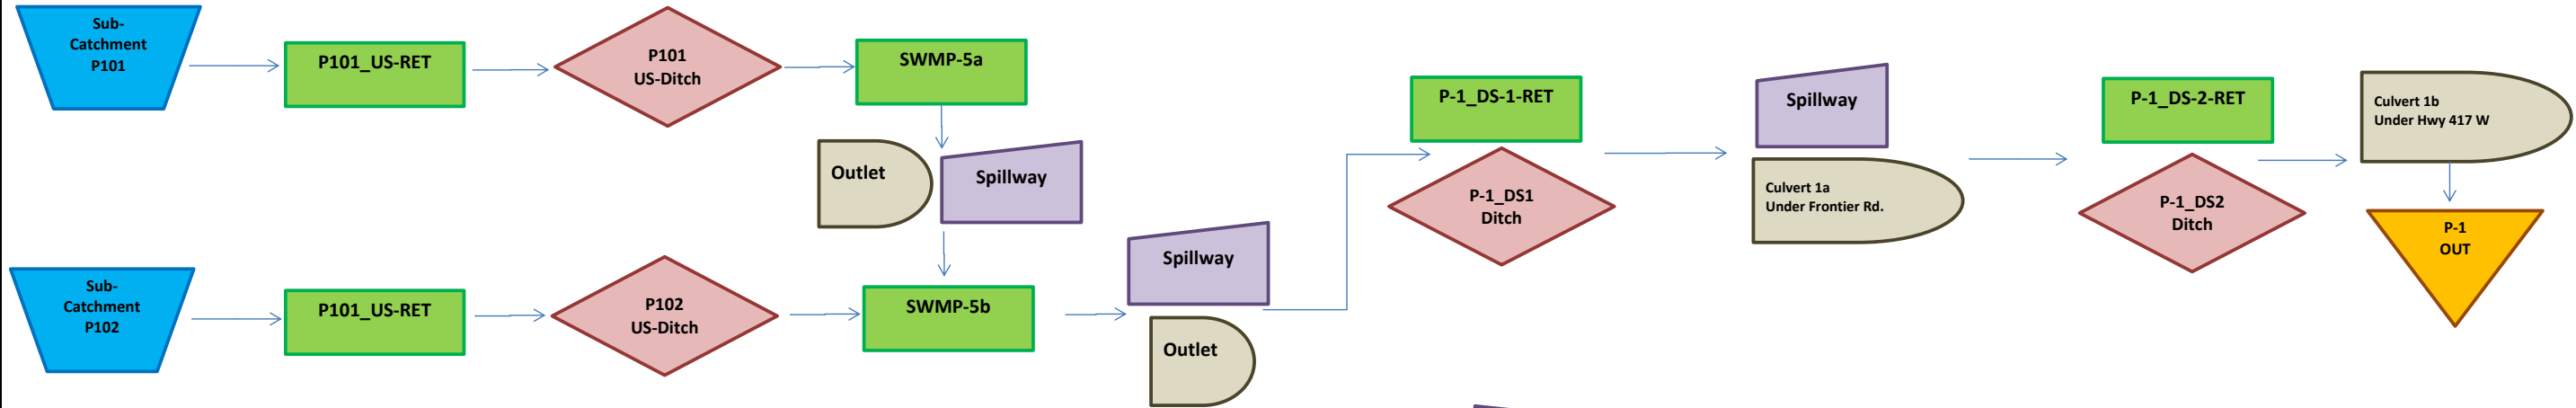 Sub-
Catchment
P101
P101_US-RET
P101
US-Ditch
SWMP-5a
Outlet
Spillway
Sub-
Catchment
P102
P101_US-RET
P102
US-Ditch
SWMP-5b
Spillway
Outlet
P-1_DS-1-RET
P-1_DS1
Ditch
Spillway
Culvert 1a
Under Frontier Rd.
P-1_DS-2-RET
P-1_DS2
Ditch
Culvert 1b
Under Hwy 417 W
P-1
OUT